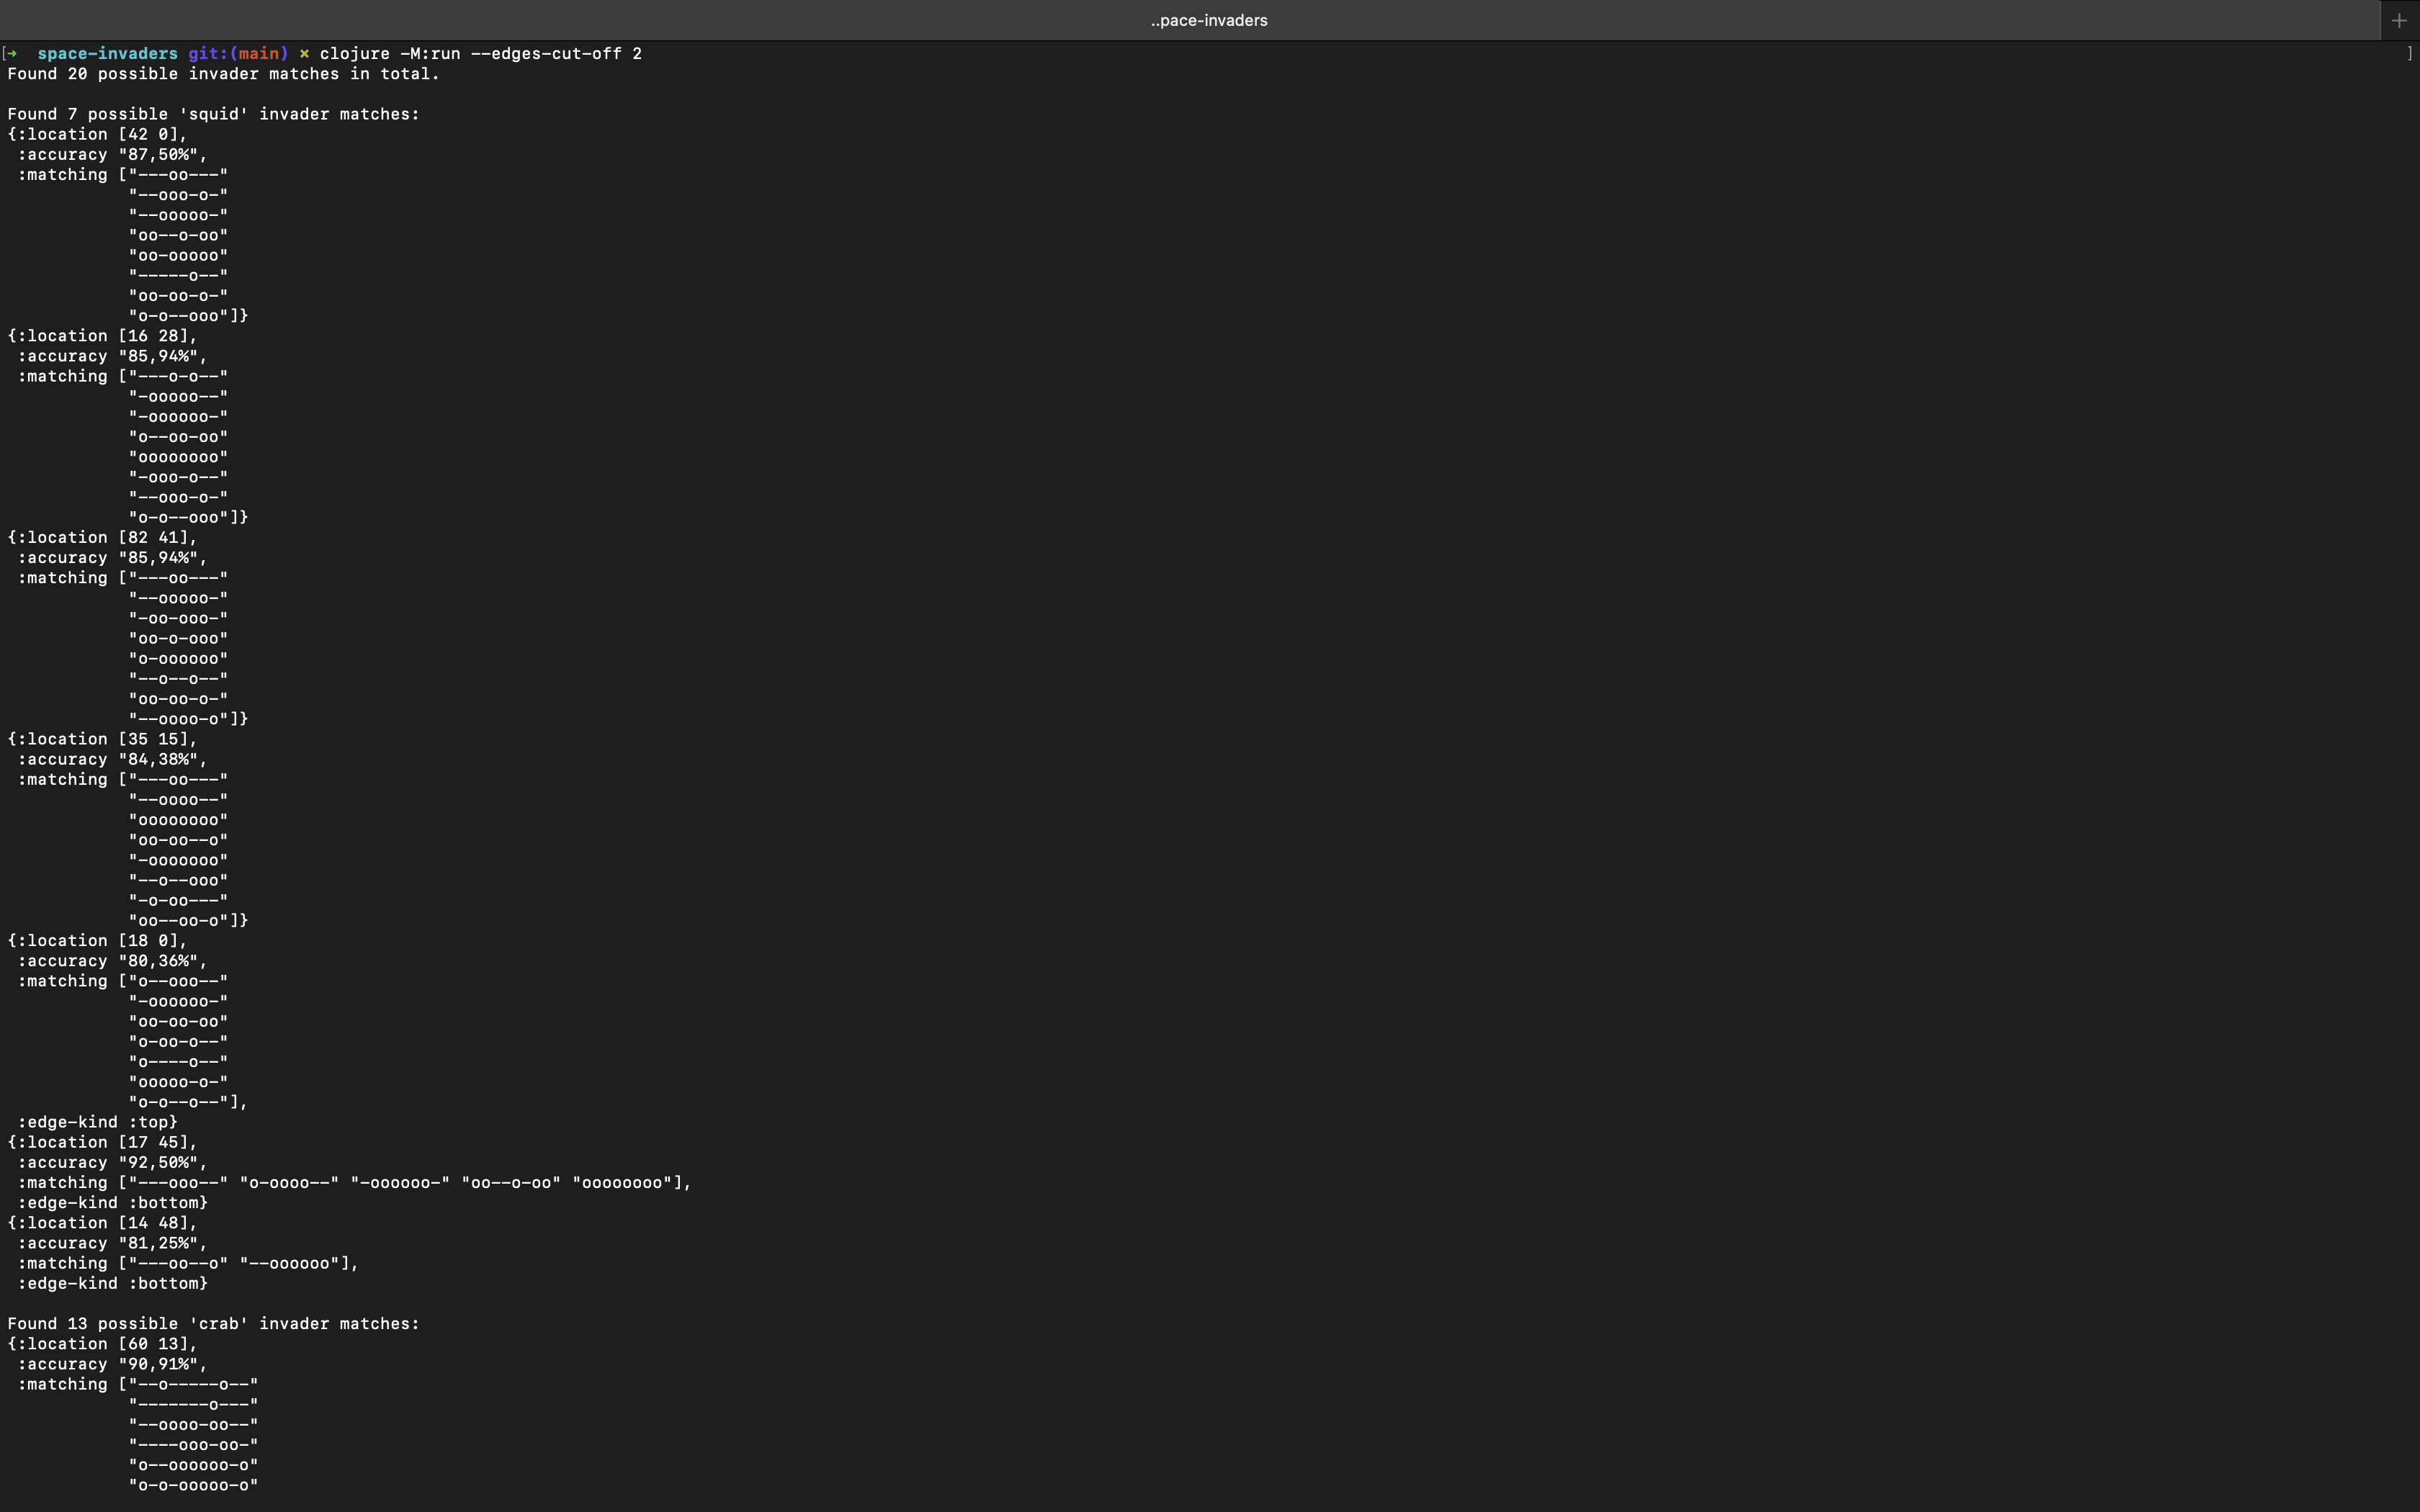 ..pace-invaders
+
[➜  space-invaders git:(main) × clojure -M:run --edges-cut-off 2 ]
Found 20 possible invader matches in total.

Found 7 possible 'squid' invader matches:
{:location [42 0],
 :accuracy "87,50%",
 :matching ["---oo---"
            "--ooo-o-"
            "--ooooo-"
            "oo--o-oo"
            "oo-ooooo"
            "-----o--"
            "oo-oo-o-"
            "o-o--ooo"]}
{:location [16 28],
 :accuracy "85,94%",
 :matching ["---o-o--"
            "-ooooo--"
            "-oooooo-"
            "o--oo-oo"
            "oooooooo"
            "-ooo-o--"
            "--ooo-o-"
            "o-o--ooo"]}
{:location [82 41],
 :accuracy "85,94%",
 :matching ["---oo---"
            "--ooooo-"
            "-oo-ooo-"
            "oo-o-ooo"
            "o-oooooo"
            "--o--o--"
            "oo-oo-o-"
            "--oooo-o"]}
{:location [35 15],
 :accuracy "84,38%",
 :matching ["---oo---"
            "--oooo--"
            "oooooooo"
            "oo-oo--o"
            "-ooooooo"
            "--o--ooo"
            "-o-oo---"
            "oo--oo-o"]}
{:location [18 0],
 :accuracy "80,36%",
 :matching ["o--ooo--"
            "-oooooo-"
            "oo-oo-oo"
            "o-oo-o--"
            "o----o--"
            "ooooo-o-"
            "o-o--o--"],
 :edge-kind :top}
{:location [17 45],
 :accuracy "92,50%",
 :matching ["---ooo--" "o-oooo--" "-oooooo-" "oo--o-oo" "oooooooo"],
 :edge-kind :bottom}
{:location [14 48],
 :accuracy "81,25%",
 :matching ["---oo--o" "--oooooo"],
 :edge-kind :bottom}

Found 13 possible 'crab' invader matches:
{:location [60 13],
 :accuracy "90,91%",
 :matching ["--o-----o--"
            "-------o---"
            "--oooo-oo--"
            "----ooo-oo-"
            "o--oooooo-o"
            "o-o-ooooo-o"